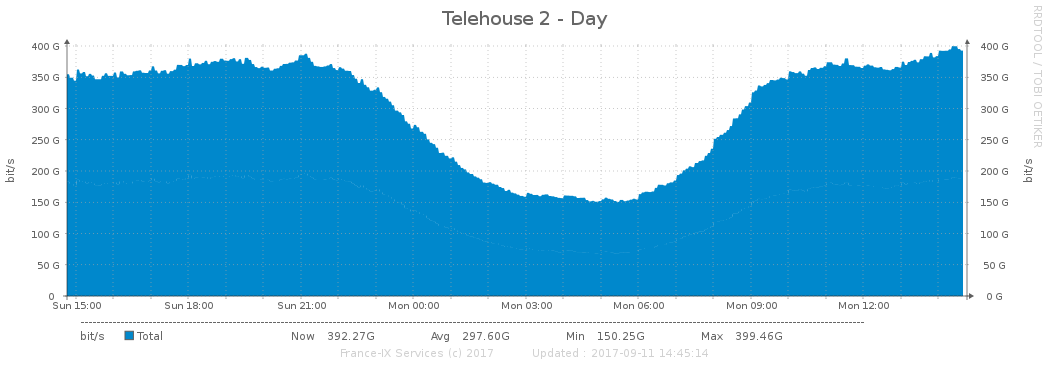 Telehouse 2 - Day
RRDTOOL / TOBI OETIKER
bit/s
400 G
350 G
300 G
250 G
200 G
150 G
100 G
50 G
0
400 G
350 G
300 G
250 G
200 G
150 G
100 G
50 G
0 G
bit/s
Sun 15:00 Sun 18:00 Sun 21:00 Mon 00:00 Mon 03:00 Mon 06:00 Mon 09:00 Mon 12:00
bit/s Total Now 392.27G Avg 297.60G Min 150.25G Max 399.46G
France-IX Services (c) 2017 Updated : 2017-09-11 14:45:14